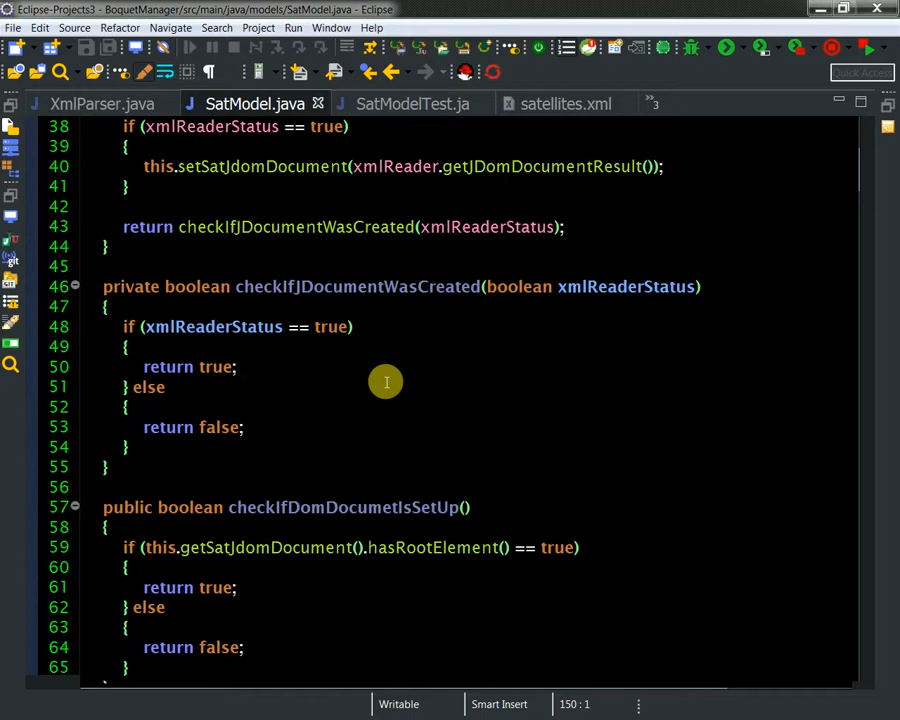 Eclipse-Projects3 - BoquetManager/src/main/java/models/SatModel.java - Eclipse
File Edit Source Refactor Navigate Search Project Run Window Help
Quick Access
XmlParser.java SatModel.java SatModelTest.java satellites.xml »3
38 if (xmlReaderStatus == true)
39 {
40 this.setSatJdomDocument(xmlReader.getJDomDocumentResult());
41 }
42
43 return checkIfJDocumentWasCreated(xmlReaderStatus);
44 }
45
46 private boolean checkIfJDocumentWasCreated(boolean xmlReaderStatus)
47 {
48 if (xmlReaderStatus == true)
49 {
50 return true;
51 } else
52 {
53 return false;
54 }
55 }
56
57 public boolean checkIfDomDocumetIsSetUp()
58 {
59 if (this.getSatJdomDocument().hasRootElement() == true)
60 {
61 return true;
62 } else
63 {
64 return false;
65 }
Writable Smart Insert 150 : 1